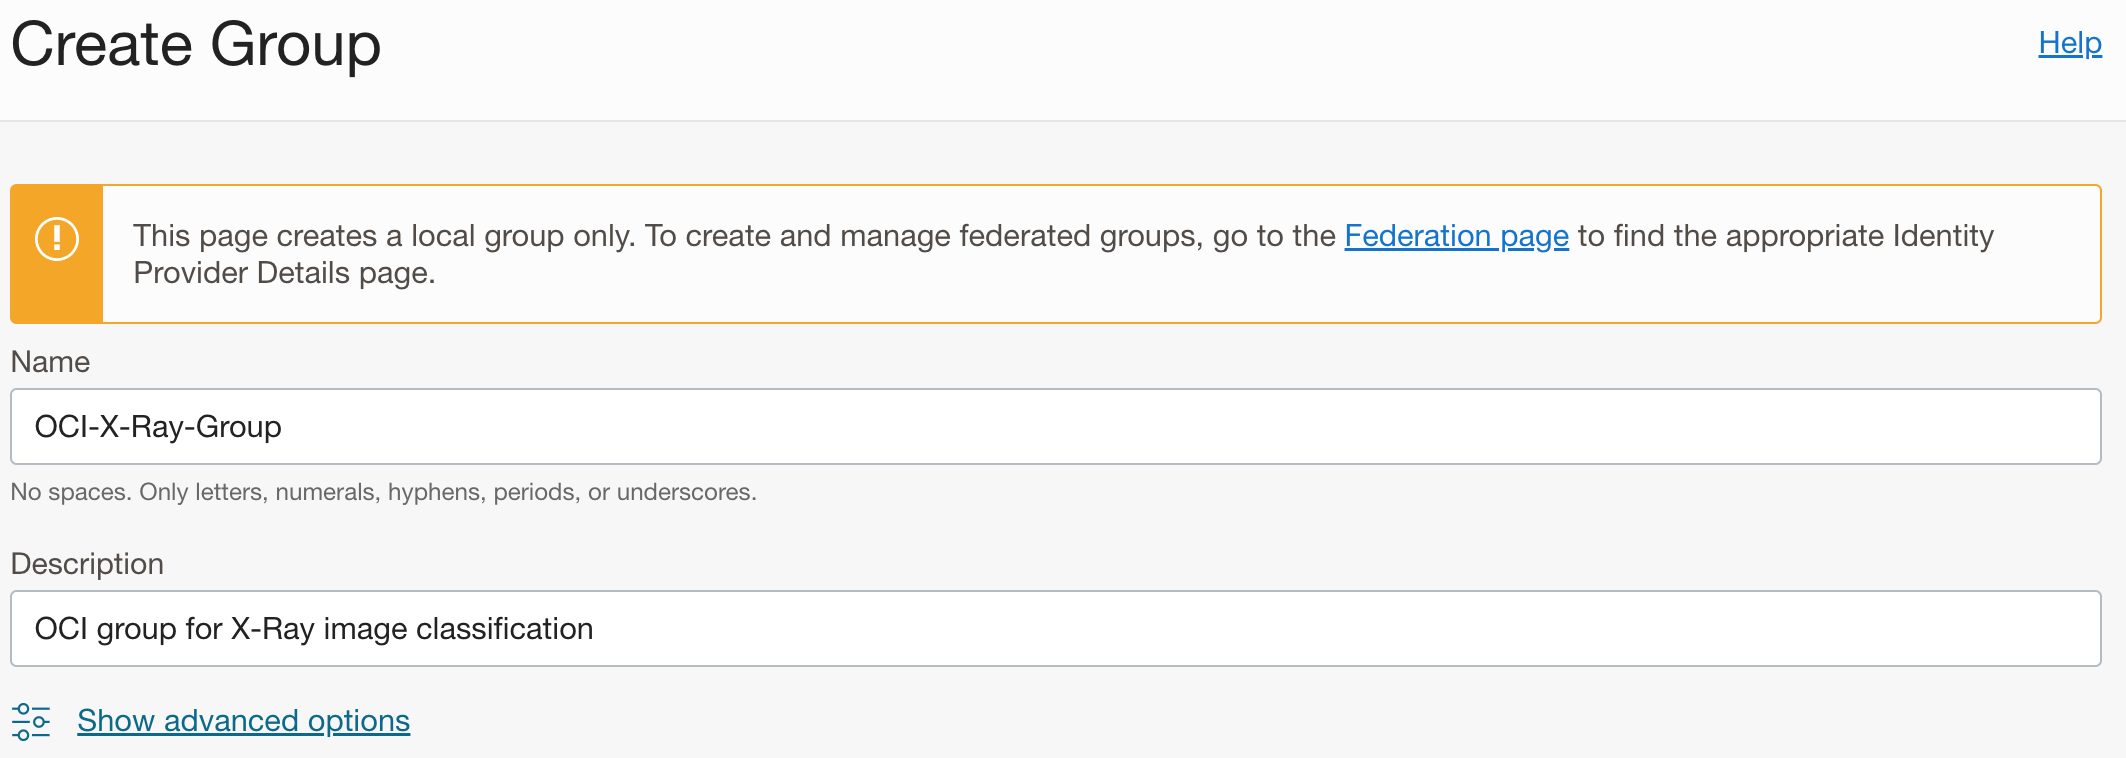 Create Group
Help
This page creates a local group only. To create and manage federated groups, go to the Federation page to find the appropriate Identity
Provider Details page.
Name
OCI-X-Ray-Group
No spaces. Only letters, numerals, hyphens, periods, or underscores.
Description
OCI group for X-Ray image classification
Show advanced options